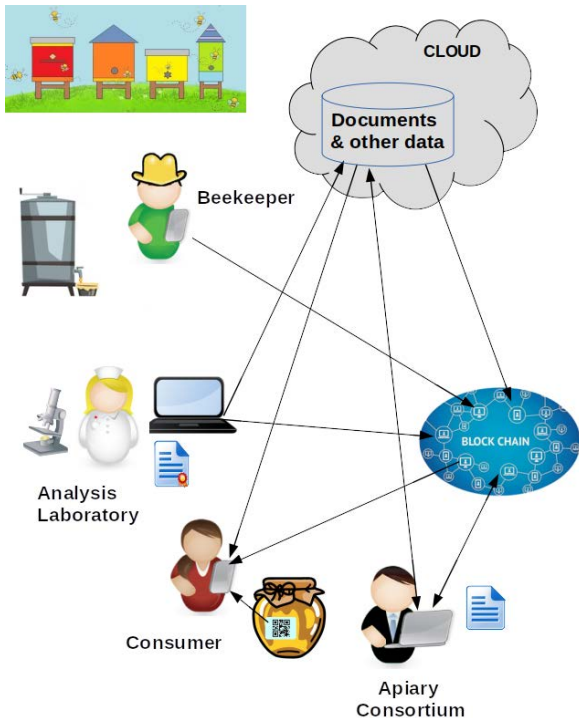 CLOUD
Documents
& other data
Beekeeper
BLOCK CHAIN
Analysis
Laboratory
Consumer
Apiary
Consortium